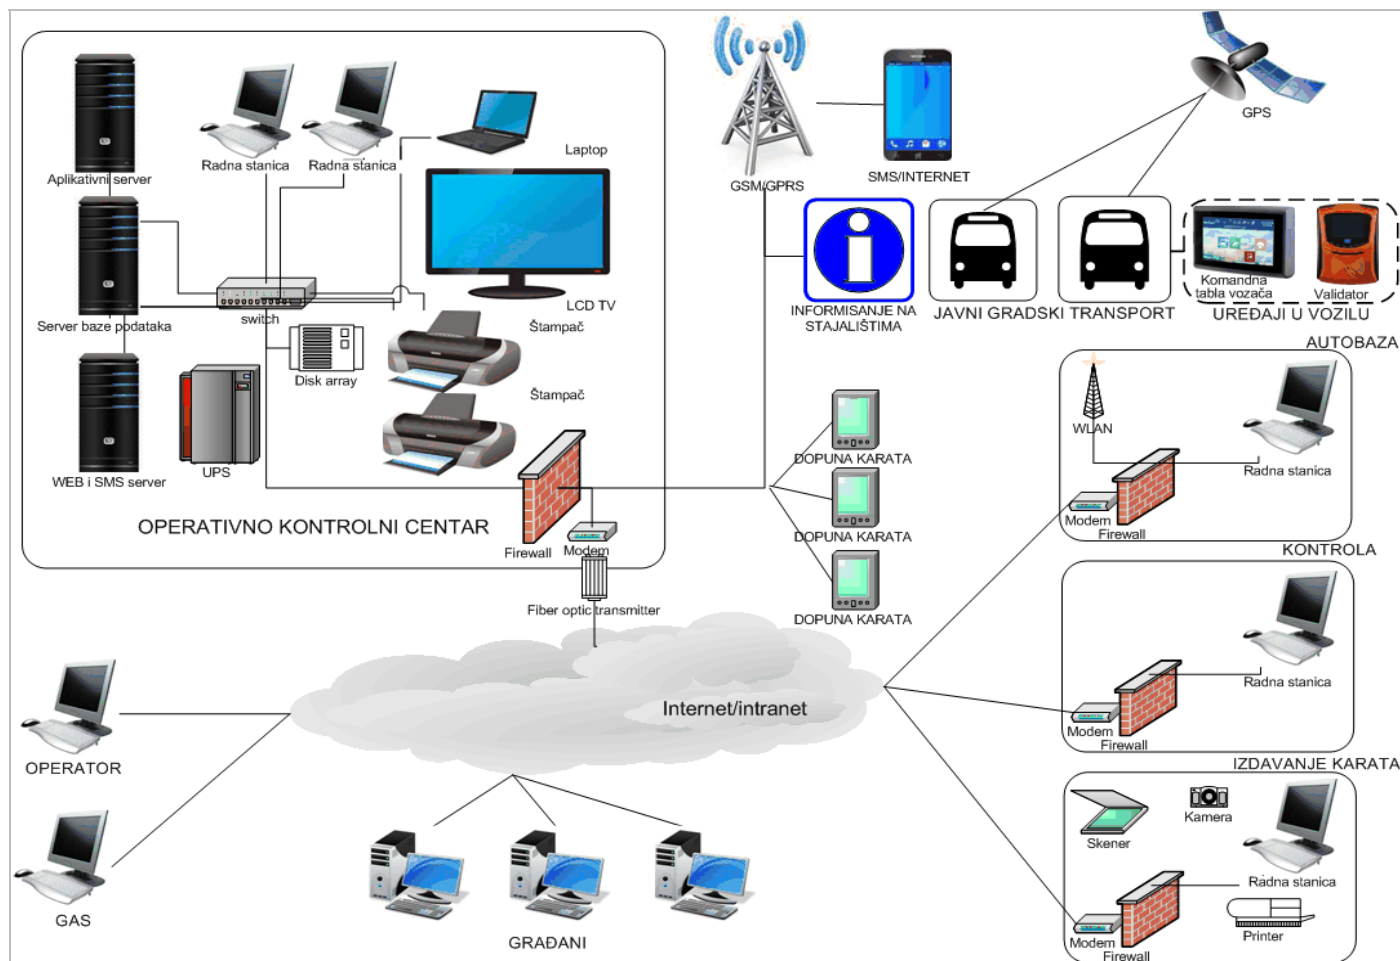 Aplikativni server
Radna stanica
Radna stanica
Laptop
GSM/GPRS
SMS/INTERNET
GPS
Server baze podataka
switch
LCD TV
Disk array
Štampač
Štampač
WEB i SMS server
UPS
OPERATIVNO KONTROLNI CENTAR
Firewall
Modem
Fiber optic transmitter
INFORMISANJE NA
STAJALIŠTIMA
JAVNI GRADSKI TRANSPORT
Komandna
tabla vozača
Validator
UREĐAJI U VOZILU
DOPUNA KARATA
DOPUNA KARATA
DOPUNA KARATA
AUTOBAZA
WLAN
Radna stanica
Modem
Firewall
KONTROLA
Radna stanica
Modem
Firewall
IZDAVANJE KARATA
Skener
Kamera
Radna stanica
Modem
Firewall
Printer
Internet/intranet
OPERATOR
GAS
GRAĐANI